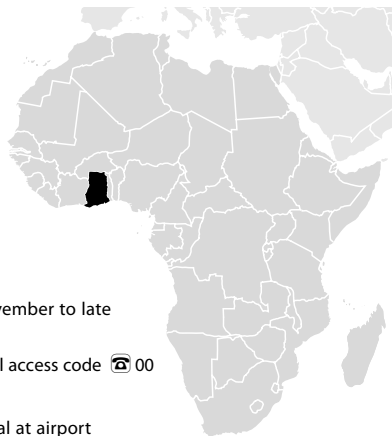 vember to late
l access code ☎ 00
al at airport